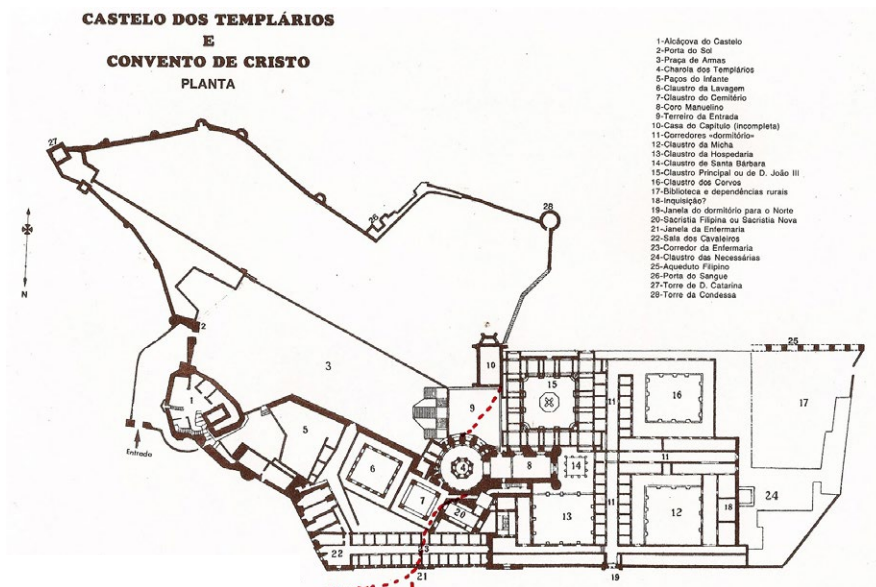 CASTELO DOS TEMPLÁRIOS
E
CONVENTO DE CRISTO
PLANTA
1-Alcáçova do Castelo
2-Porta do Sol
3-Praça de Armas
4-Charola dos Templários
5-Paços do Infante
6-Claustro da Lavagem
7-Claustro do Cemitério
8-Coro Manuelino
9-Terreiro da Entrada
10-Casa do Capítulo (incompleta)
11-Corredores «dormitório»
12-Claustro da Micha
13-Claustro da Hospedaria
14-Claustro de Santa Bárbara
15-Claustro Principal ou de D. João III
16-Claustro dos Corvos
17-Biblioteca e dependências rurais
18-Inquisição?
19-Janela do dormitório para o Norte
20-Sacristia Filipina ou Sacristia Nova
21-Janela da Enfermaria
22-Sala dos Cavaleiros
23-Corredor da Enfermaria
24-Claustro das Necessárias
25-Aqueduto Filipino
26-Porta do Sangue
27-Torre de D. Catarina
28-Torre da Condessa
27
26
28
N
2
3
10
15
25
1
11
16
17
9
5
Entrada
6
4
8
14
11
7
20
13
11
12
18
24
22
23
21
19